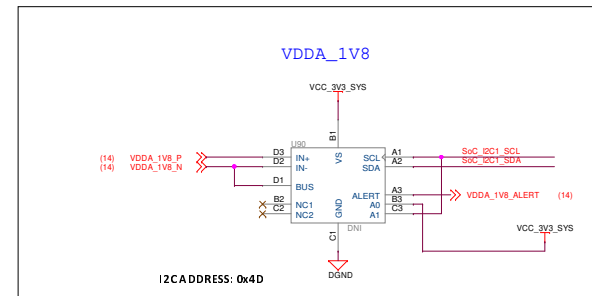 VDDA_1V8
VCC_3V3_SYS
U90
B1
VS
(14) VDDA_1V8_P D3 IN+ SCL A1 SoC_I2C1_SCL
(14) VDDA_1V8_N D2 IN- SDA A2 SoC_I2C1_SDA
D1 BUS
ALERT A3 VDDA_1V8_ALERT (14)
B2 NC1 A0 B3
C2 NC2 A1 C3
GND
DNI
C1
VCC_3V3_SYS
DGND
I2C ADDRESS: 0x4D